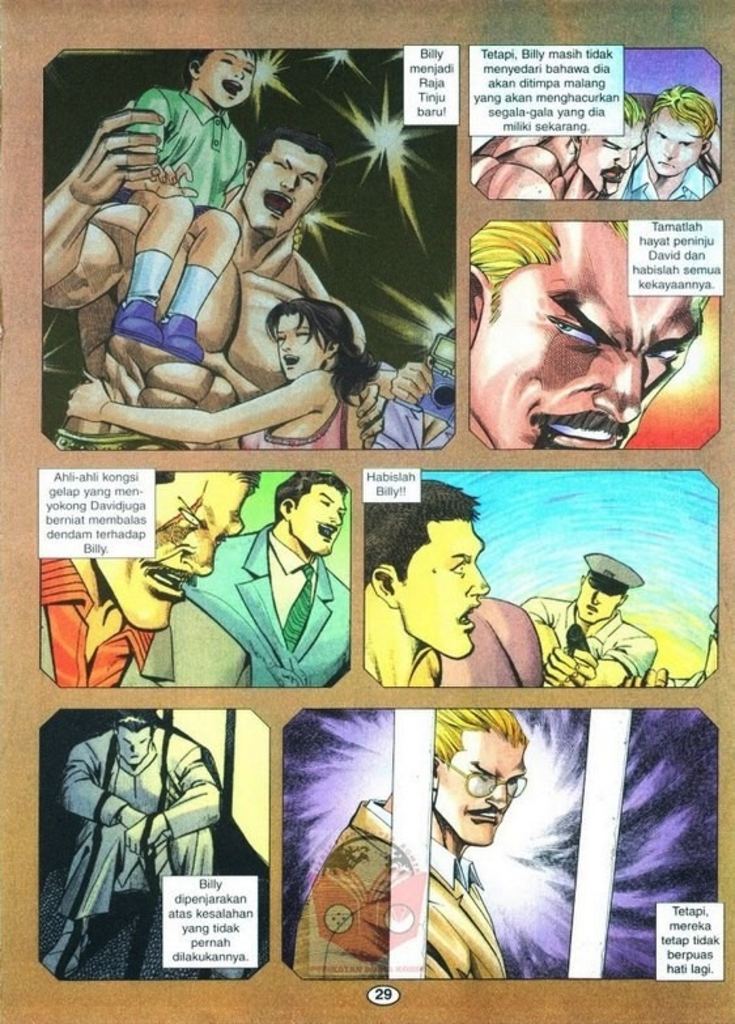 Billy
menjadi
Raja
Tinju
baru!
Tetapi, Billy masih tidak
menyedari bahawa dia
akan ditimpa malang
yang akan menghacurkan
segala-gala yang dia
miliki sekarang.
Tamatlah
hayat peninju
David dan
habislah semua
kekayaannya.
Ahli-ahli kongsi
gelap yang men-
yokong Davidjuga
berniat membalas
dendam terhadap
Billy.
Habislah
Billy!!
Billy
dipenjarakan
atas kesalahan
yang tidak
pernah
dilakukannya.
Tetapi,
mereka
tetap tidak
berpuas
hati lagi.
29